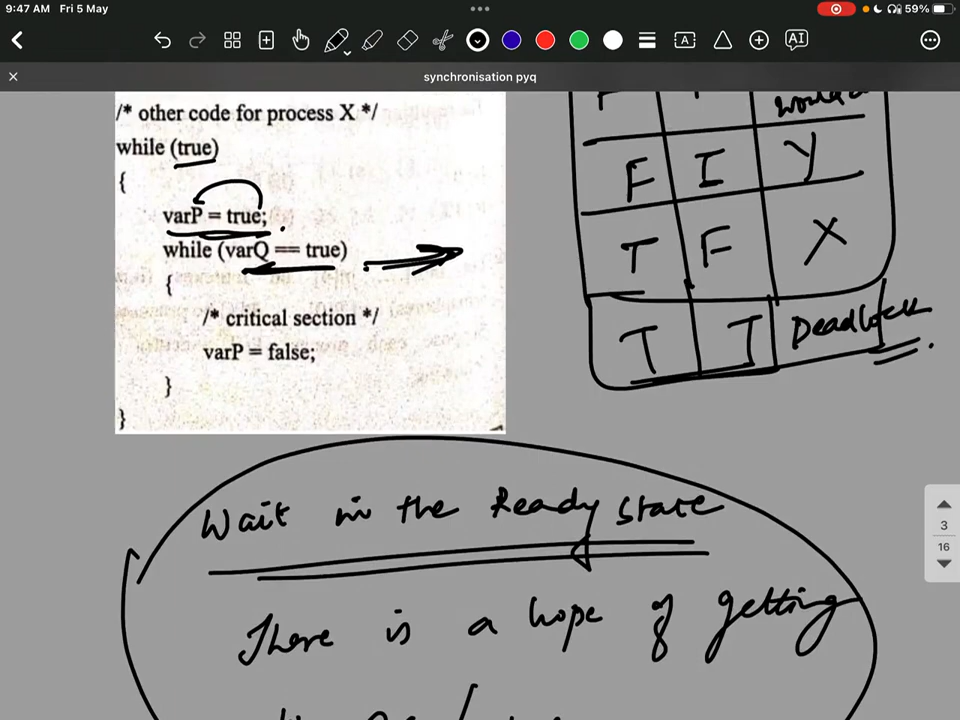 9:47 AM Fri 5 May
59%
A
AI
synchronisation pyq
/* other code for process X */
while (true)
{
varP = true;
while (varQ == true)
{
/* critical section */
varP = false;
}
}
F I Y
T F X
T T Deadlock
Wait in the Ready State
There is a hope of getting
3
16